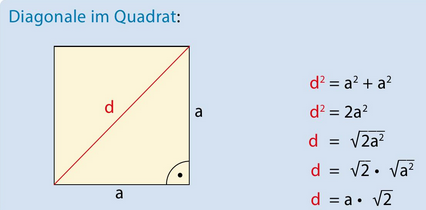 Diagonale im Quadrat:
d
a
a
d² = a² + a²
d² = 2a²
d = √2a²
d = √2 • √a²
d = a • √2